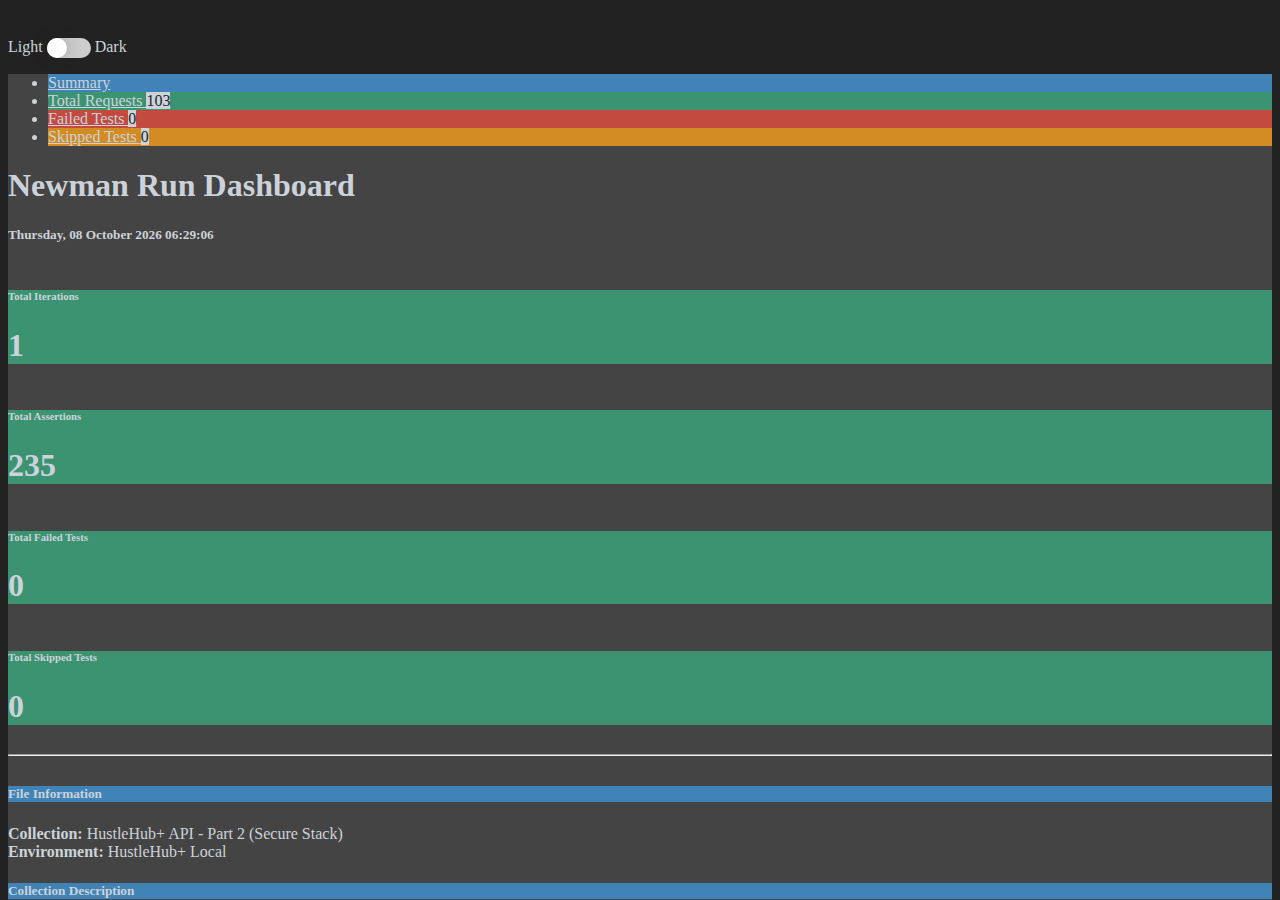 Light Dark
Summary
Total Requests 103
Failed Tests 0
Skipped Tests 0
Newman Run Dashboard
Thursday, 08 October 2026 06:29:06
Total Iterations
1
Total Assertions
235
Total Failed Tests
0
Total Skipped Tests
0
File Information
Collection: HustleHub+ API - Part 2 (Secure Stack)
Environment: HustleHub+ Local
Collection Description